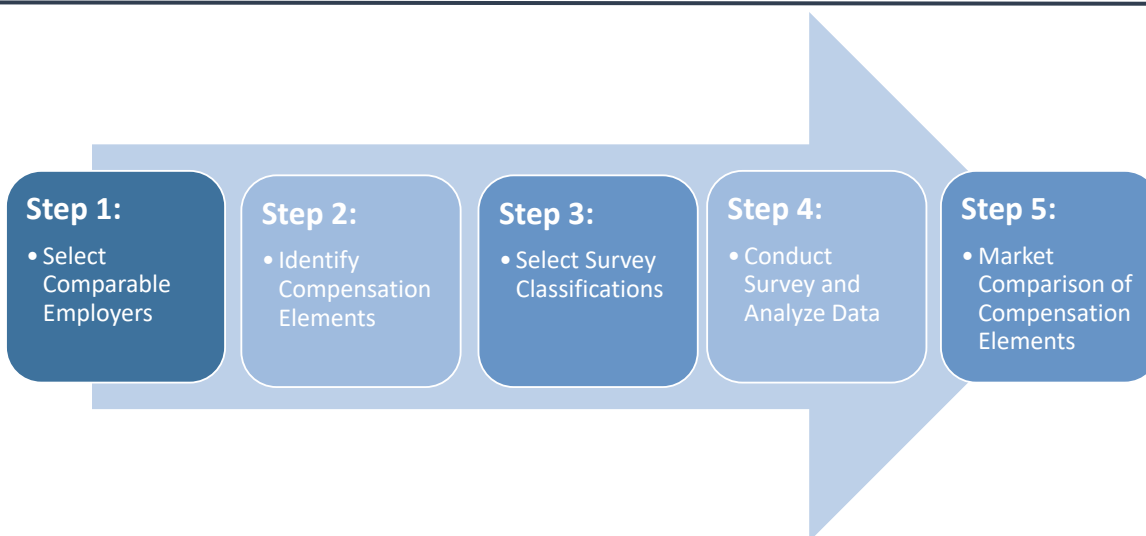 Step 1:
• Select
Comparable
Employers
Step 2:
• Identify
Compensation
Elements
Step 3:
• Select Survey
Classifications
Step 4:
• Conduct
Survey and
Analyze Data
Step 5:
• Market
Comparison of
Compensation
Elements